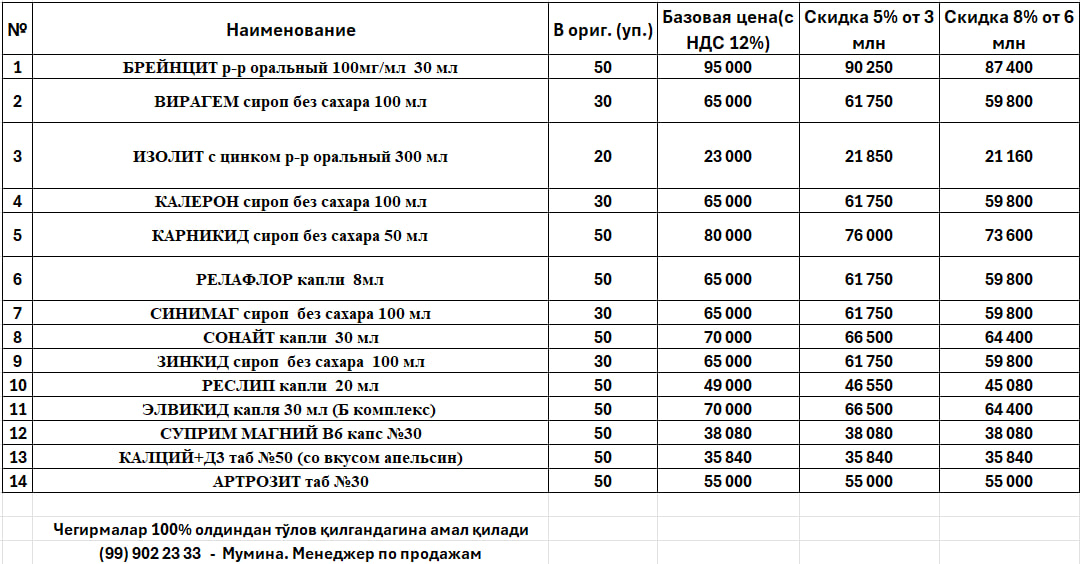 № Наименование В ориг. (уп.) Базовая цена(с НДС 12%) Скидка 5% от 3 млн Скидка 8% от 6 млн
1 БРЕЙНЦИТ р-р оральный 100мг/мл 30 мл 50 95 000 90 250 87 400
2 ВИРАГЕМ сироп без сахара 100 мл 30 65 000 61 750 59 800
3 ИЗОЛИТ с цинком р-р оральный 300 мл 20 23 000 21 850 21 160
4 КАЛЕРОН сироп без сахара 100 мл 30 65 000 61 750 59 800
5 КАРНИКИД сироп без сахара 50 мл 50 80 000 76 000 73 600
6 РЕЛАФЛОР капли 8мл 50 65 000 61 750 59 800
7 СИНИМАГ сироп без сахара 100 мл 30 65 000 61 750 59 800
8 СОНАЙТ капли 30 мл 50 70 000 66 500 64 400
9 ЗИНКИД сироп без сахара 100 мл 30 65 000 61 750 59 800
10 РЕСЛИП капли 20 мл 50 49 000 46 550 45 080
11 ЭЛВИКИД капля 30 мл (Б комплекс) 50 70 000 66 500 64 400
12 СУПРИМ МАГНИЙ В6 капс №30 50 38 080 38 080 38 080
13 КАЛЦИЙ+Д3 таб №50 (со вкусом апельсин) 50 35 840 35 840 35 840
14 АРТРОЗИТ таб №30 50 55 000 55 000 55 000
Чегирмалар 100% олдиндан тўлов қилгандагина амал қилади
(99) 902 23 33 - Мумина. Менеджер по продажам